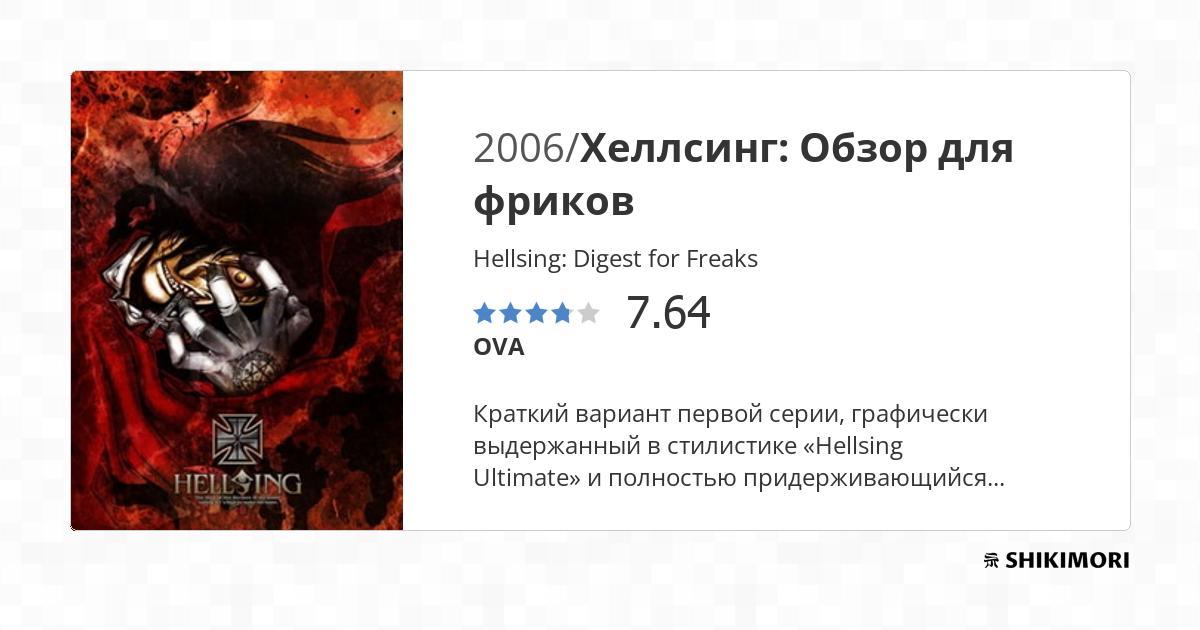 2006/Хеллсинг: Обзор для
фриков
Hellsing: Digest for Freaks
7.64
OVA
Краткий вариант первой серии, графически
выдержанный в стилистике «Hellsing
Ultimate» и полностью придерживающийся...
HELLSING
SHIKIMORI